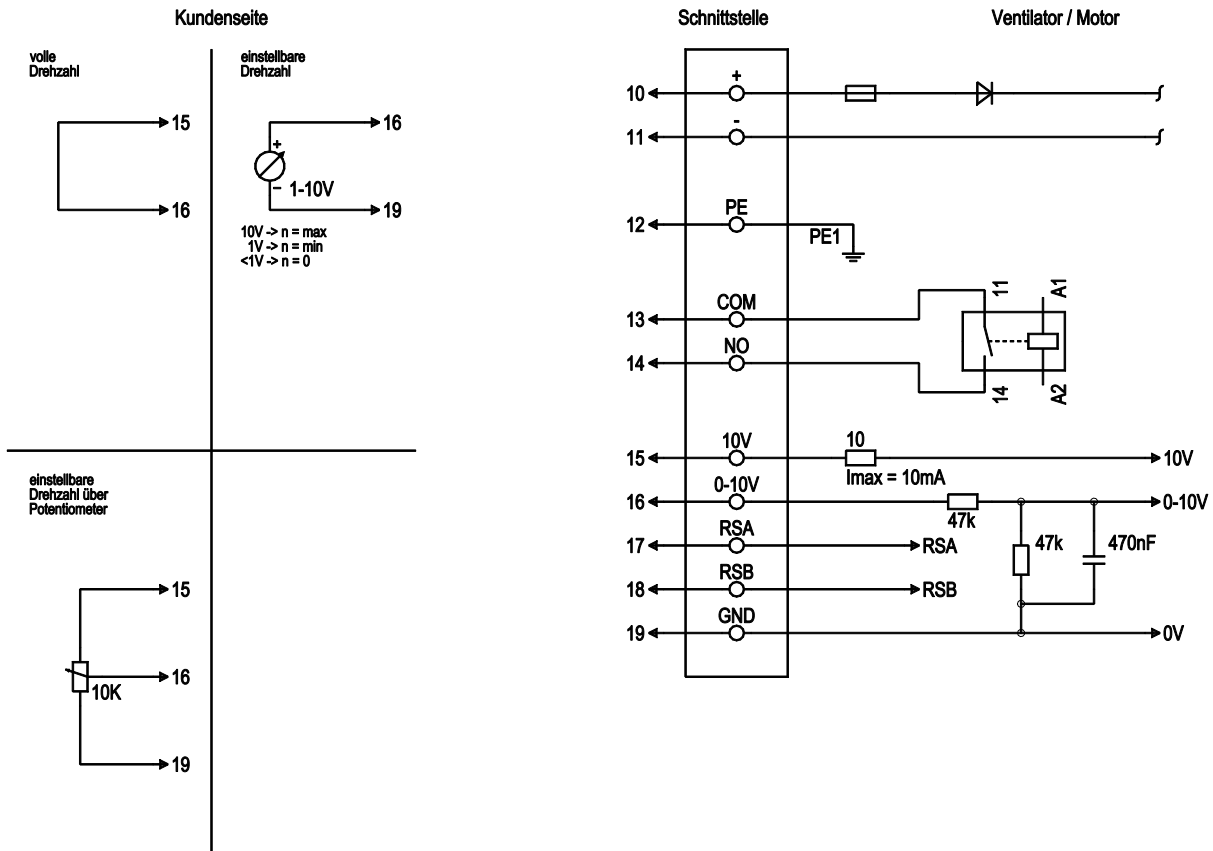 Kundenseite
Schnittstelle
Ventilator / Motor
volle
Drehzahl
15
16
einstellbare
Drehzahl
16
+
– 1-10V
19
10V -> n = max
1V -> n = min
<1V -> n = 0
einstellbare
Drehzahl über
Potentiometer
15
16
10K
19
10 +
11 -
12 PE PE1
13 COM 11 A1
14 NO 14 A2
15 10V 10 10V
Imax = 10mA
16 0-10V 0-10V
47k
17 RSA RSA 47k 470nF
18 RSB RSB
19 GND 0V